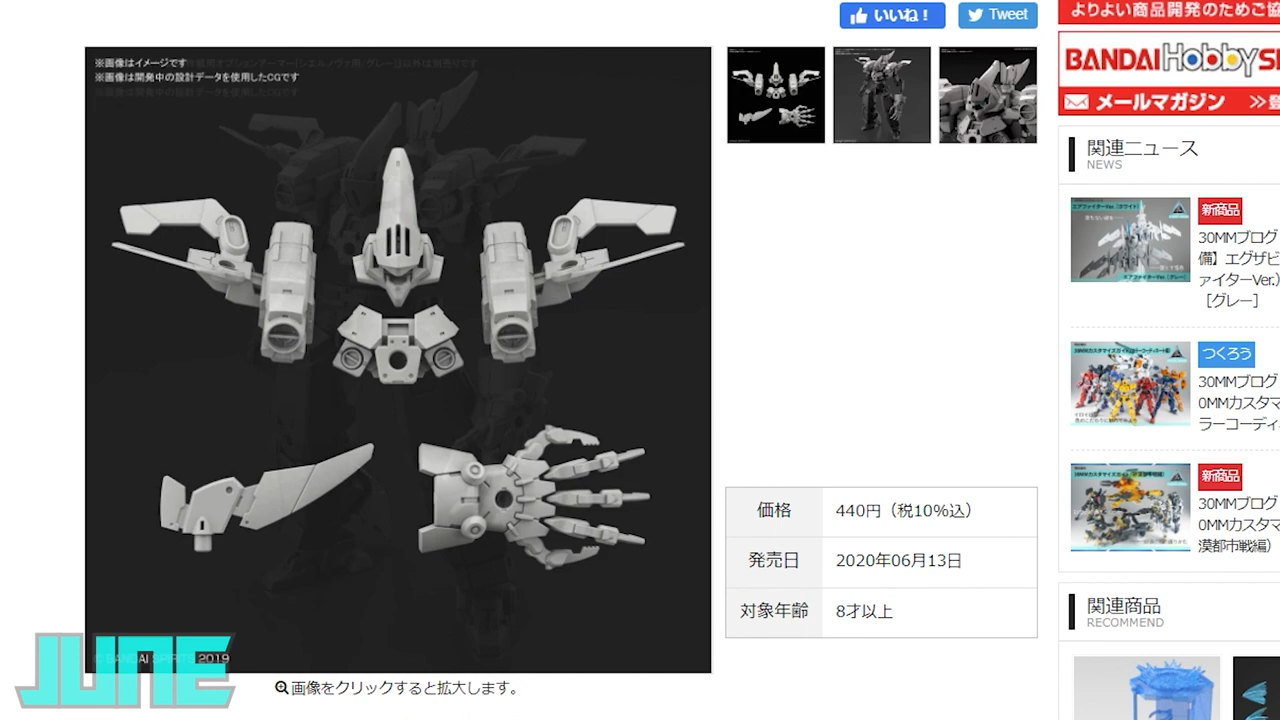 いいね！
Tweet
よりよい商品開発のためご協
BANDAI Hobby SI
メールマガジン
※画像はイメージです
※画像は開発中の設計データを使用したCGです
関連ニュース
NEWS
新商品
30MMブログ
備】エグザビ
ァイターVer.）
［グレー］
つくろう
30MMブログ
0MMカスタマ
ラーコーディ
新商品
30MMブログ
0MMカスタマ
漠都市戦編）
価格
440円（税10%込）
発売日
2020年06月13日
対象年齢
8才以上
関連商品
RECOMMEND
© BANDAI SPIRITS 2019
JUNE
画像をクリックすると拡大します。